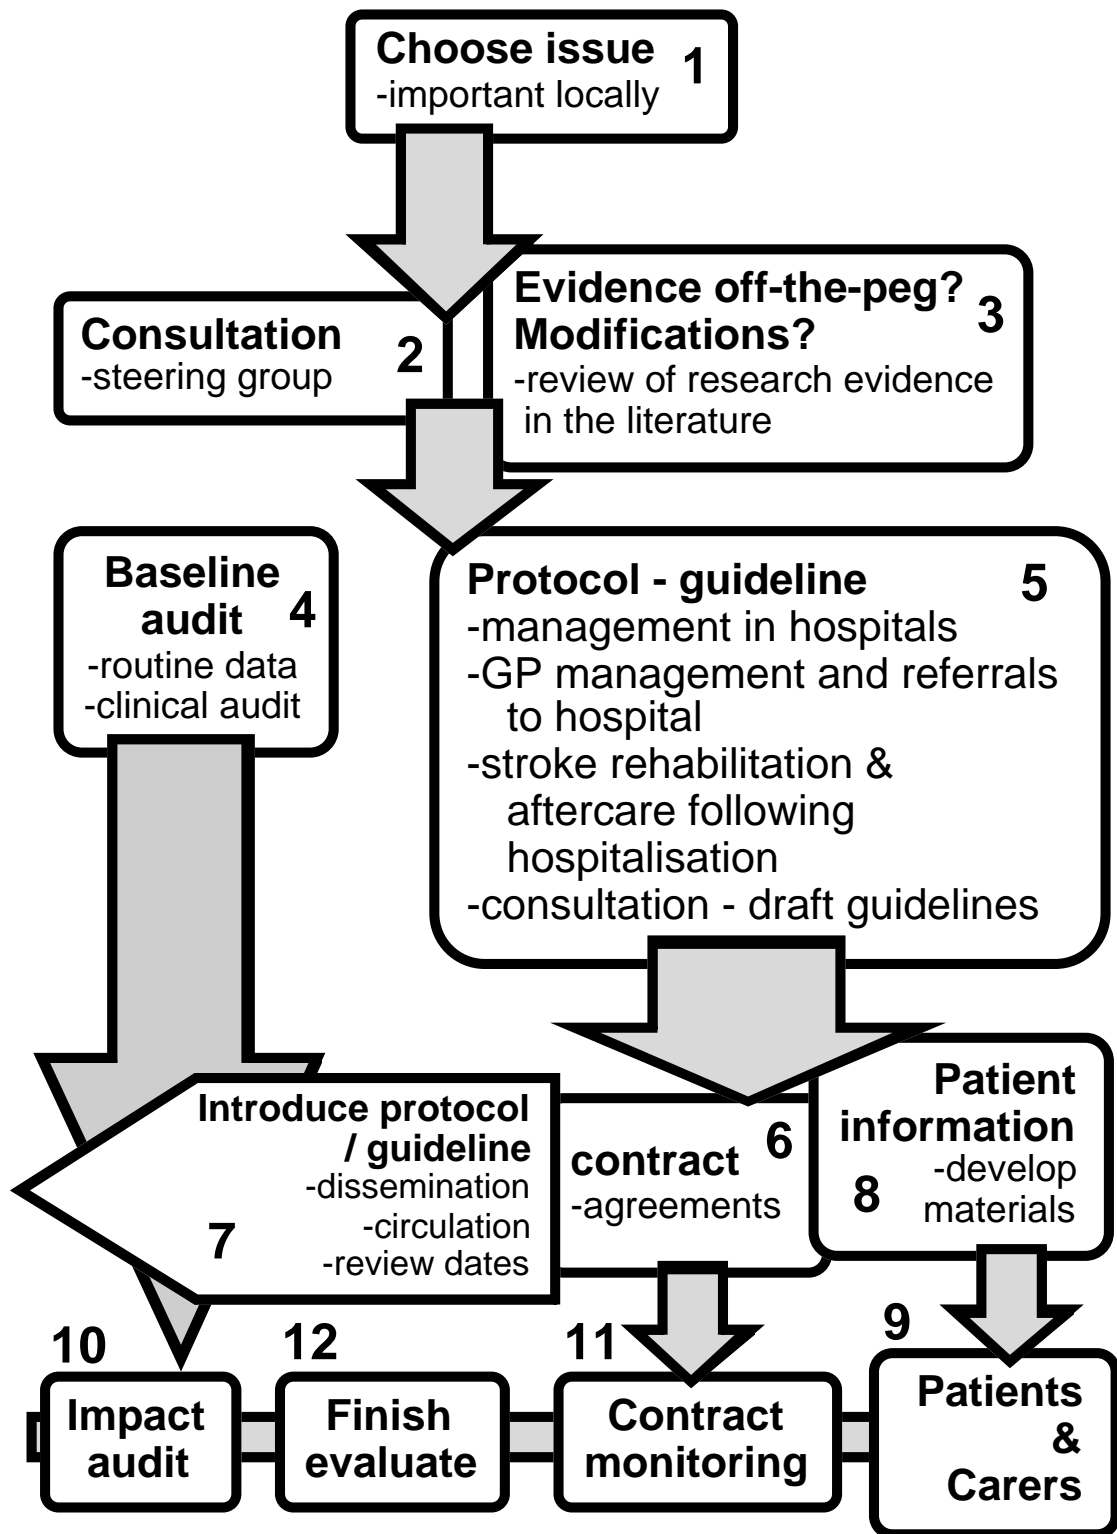 Choose issue 1
-important locally
Consultation 2
-steering group
Evidence off-the-peg?
Modifications? 3
-review of research evidence
in the literature
Baseline
audit 4
-routine data
-clinical audit
Protocol - guideline 5
-management in hospitals
-GP management and referrals
to hospital
-stroke rehabilitation &
aftercare following
hospitalisation
-consultation - draft guidelines
contract 6
-agreements
Introduce protocol
/ guideline
-dissemination
7 -circulation
-review dates
Patient
information
8 -develop
materials
10
Impact
audit
12
Finish
evaluate
11
Contract
monitoring
9
Patients
&
Carers